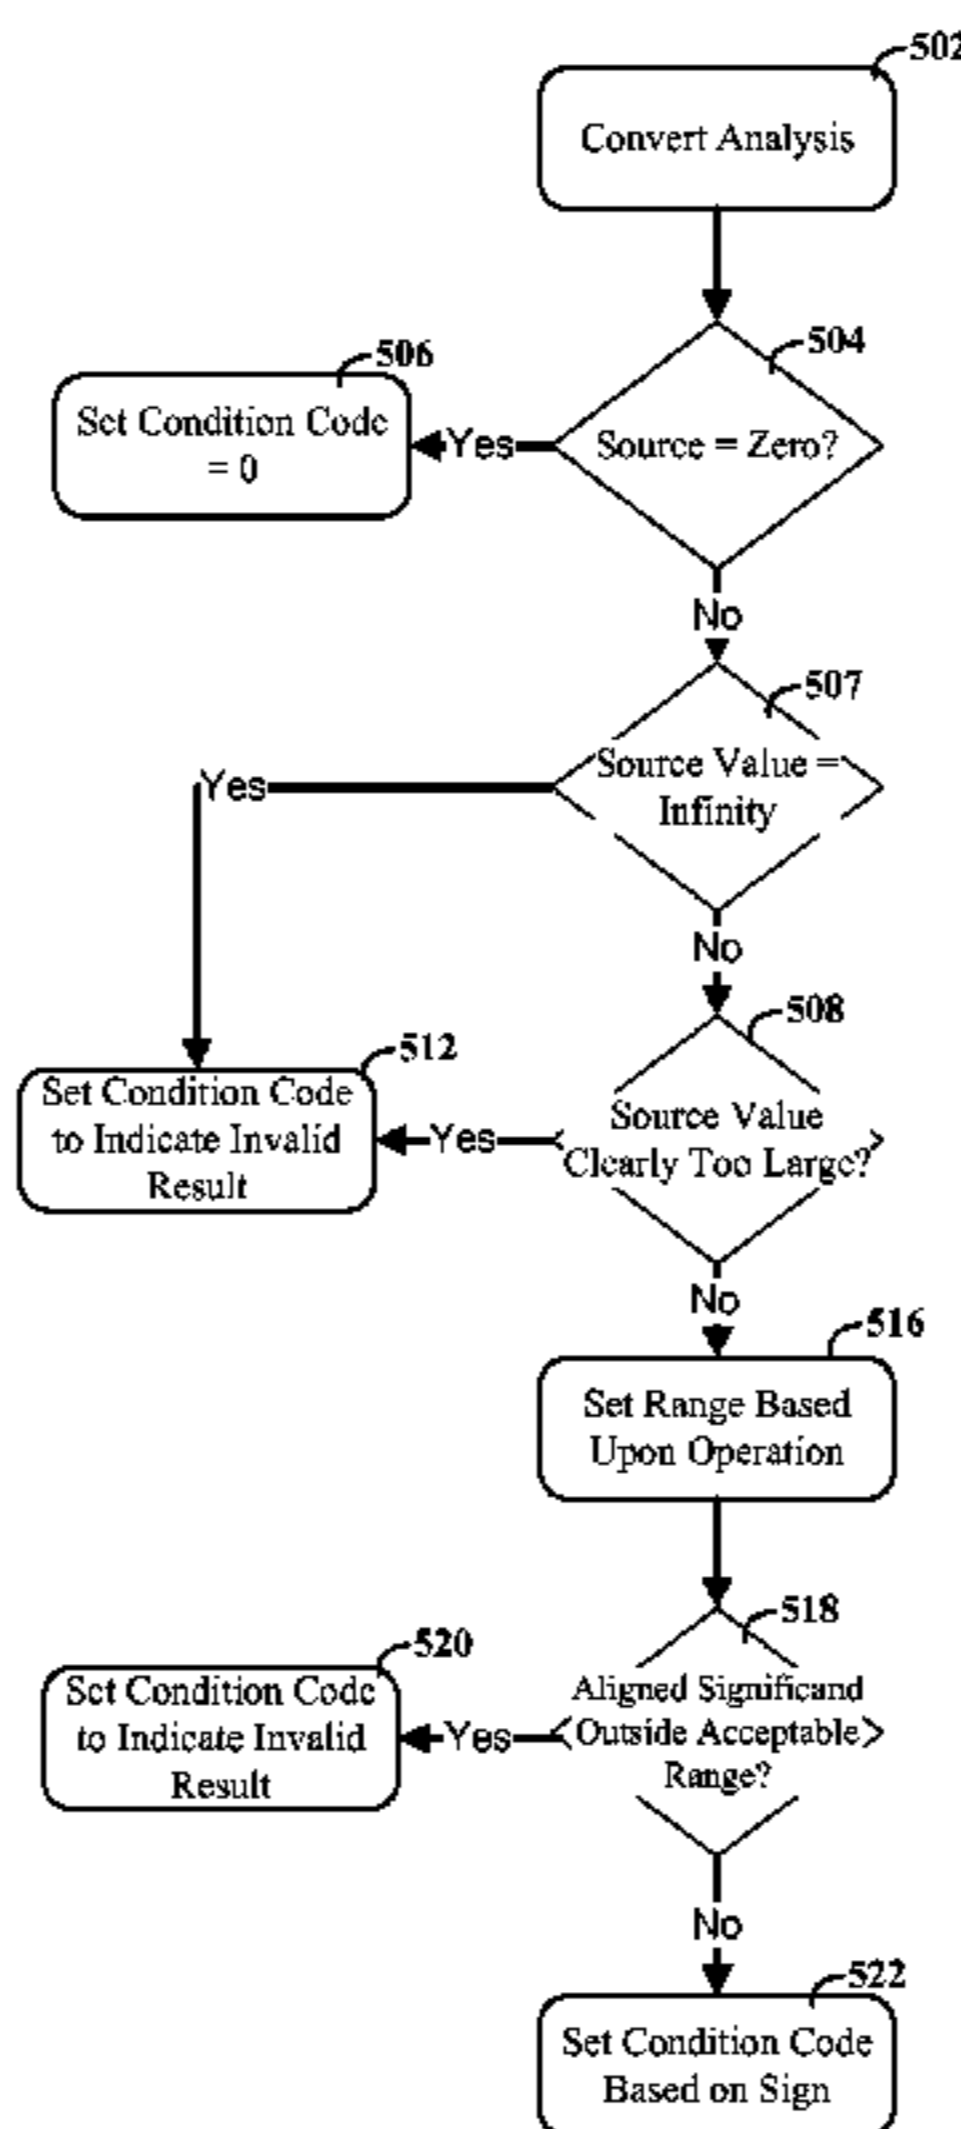 502
Convert Analysis
504
Source = Zero?
Yes
506
Set Condition Code
= 0
No
507
Source Value =
Infinity
Yes
No
508
Source Value
Clearly Too Large?
Yes
512
Set Condition Code
to Indicate Invalid
Result
No
516
Set Range Based
Upon Operation
518
Aligned Significand
Outside Acceptable
Range?
Yes
520
Set Condition Code
to Indicate Invalid
Result
No
522
Set Condition Code
Based on Sign